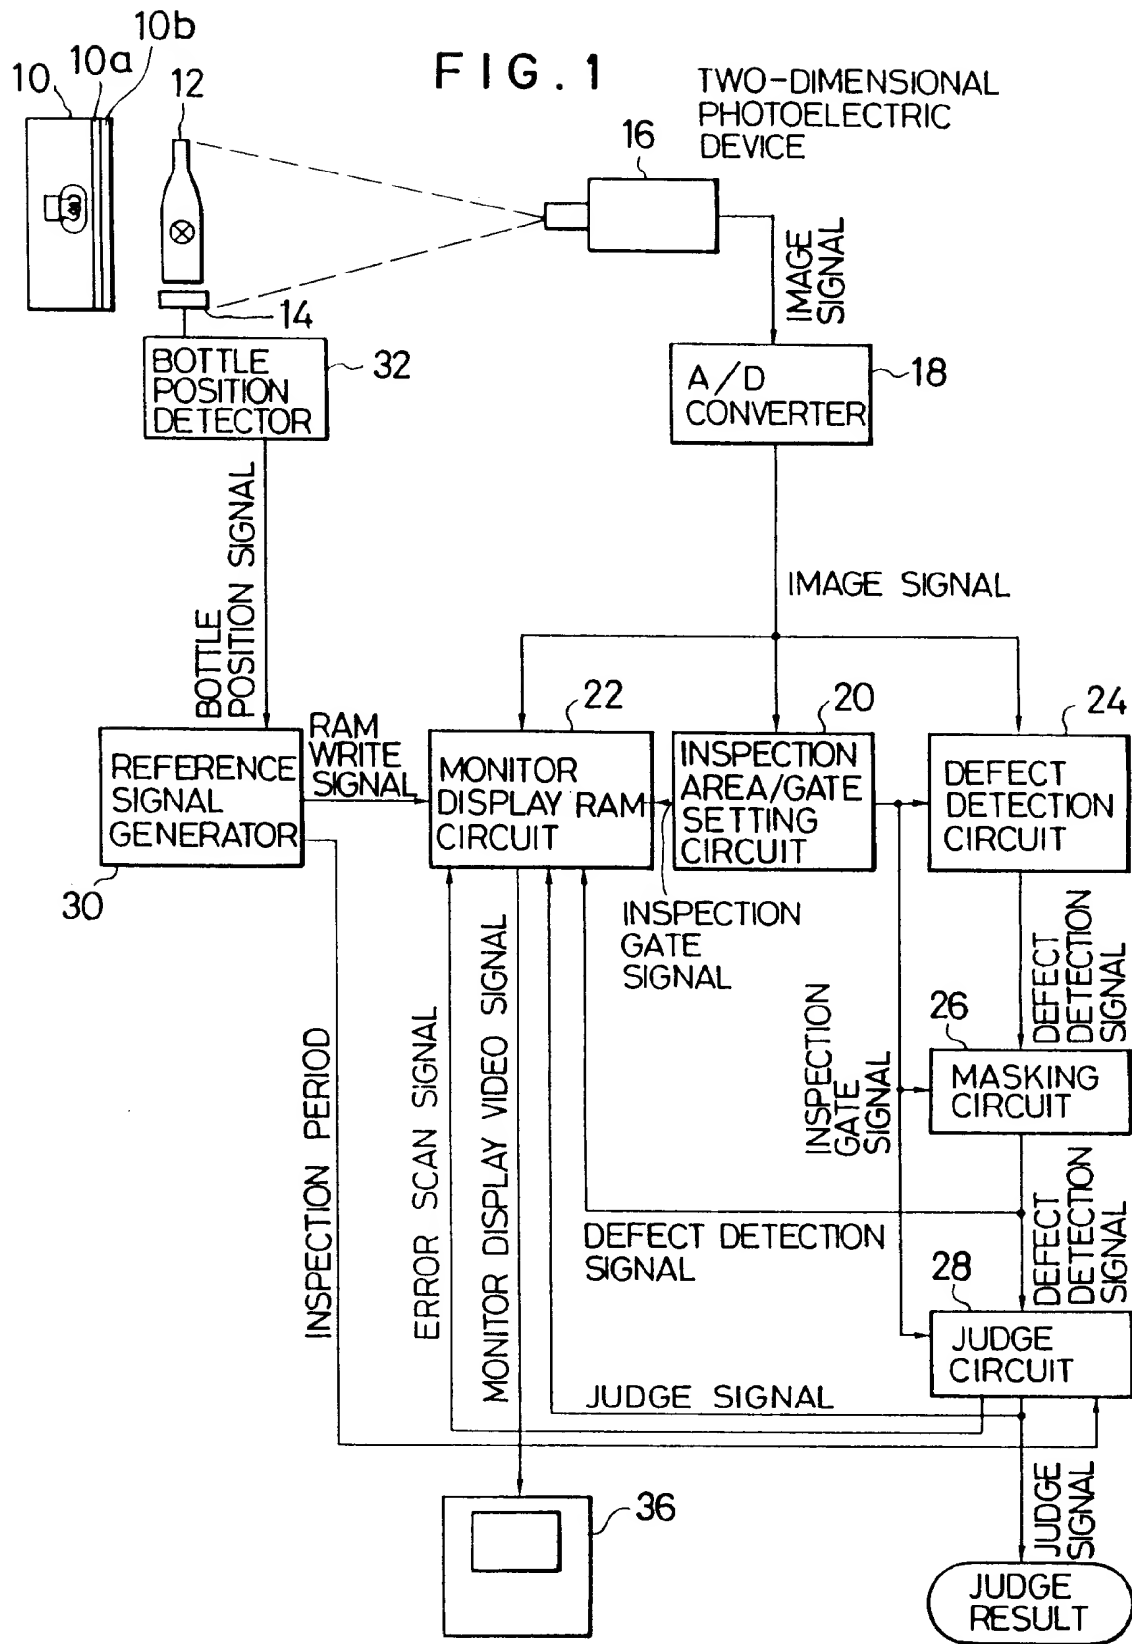 10b
10a
10
12
FIG. 1
TWO-DIMENSIONAL
PHOTOELECTRIC
DEVICE
16
IMAGE
SIGNAL
14
BOTTLE
POSITION
DETECTOR
32
A/D
CONVERTER
18
BOTTLE
POSITION SIGNAL
IMAGE SIGNAL
22
20
24
RAM
WRITE
SIGNAL
REFERENCE
SIGNAL
GENERATOR
30
MONITOR
DISPLAY RAM
CIRCUIT
INSPECTION
AREA/GATE
SETTING
CIRCUIT
DEFECT
DETECTION
CIRCUIT
INSPECTION
GATE
SIGNAL
DEFECT
DETECTION
SIGNAL
26
MASKING
CIRCUIT
INSPECTION
GATE
SIGNAL
INSPECTION PERIOD
ERROR SCAN SIGNAL
MONITOR DISPLAY VIDEO SIGNAL
DEFECT DETECTION
SIGNAL
DEFECT
DETECTION
SIGNAL
28
JUDGE
CIRCUIT
JUDGE SIGNAL
36
JUDGE
SIGNAL
JUDGE
RESULT